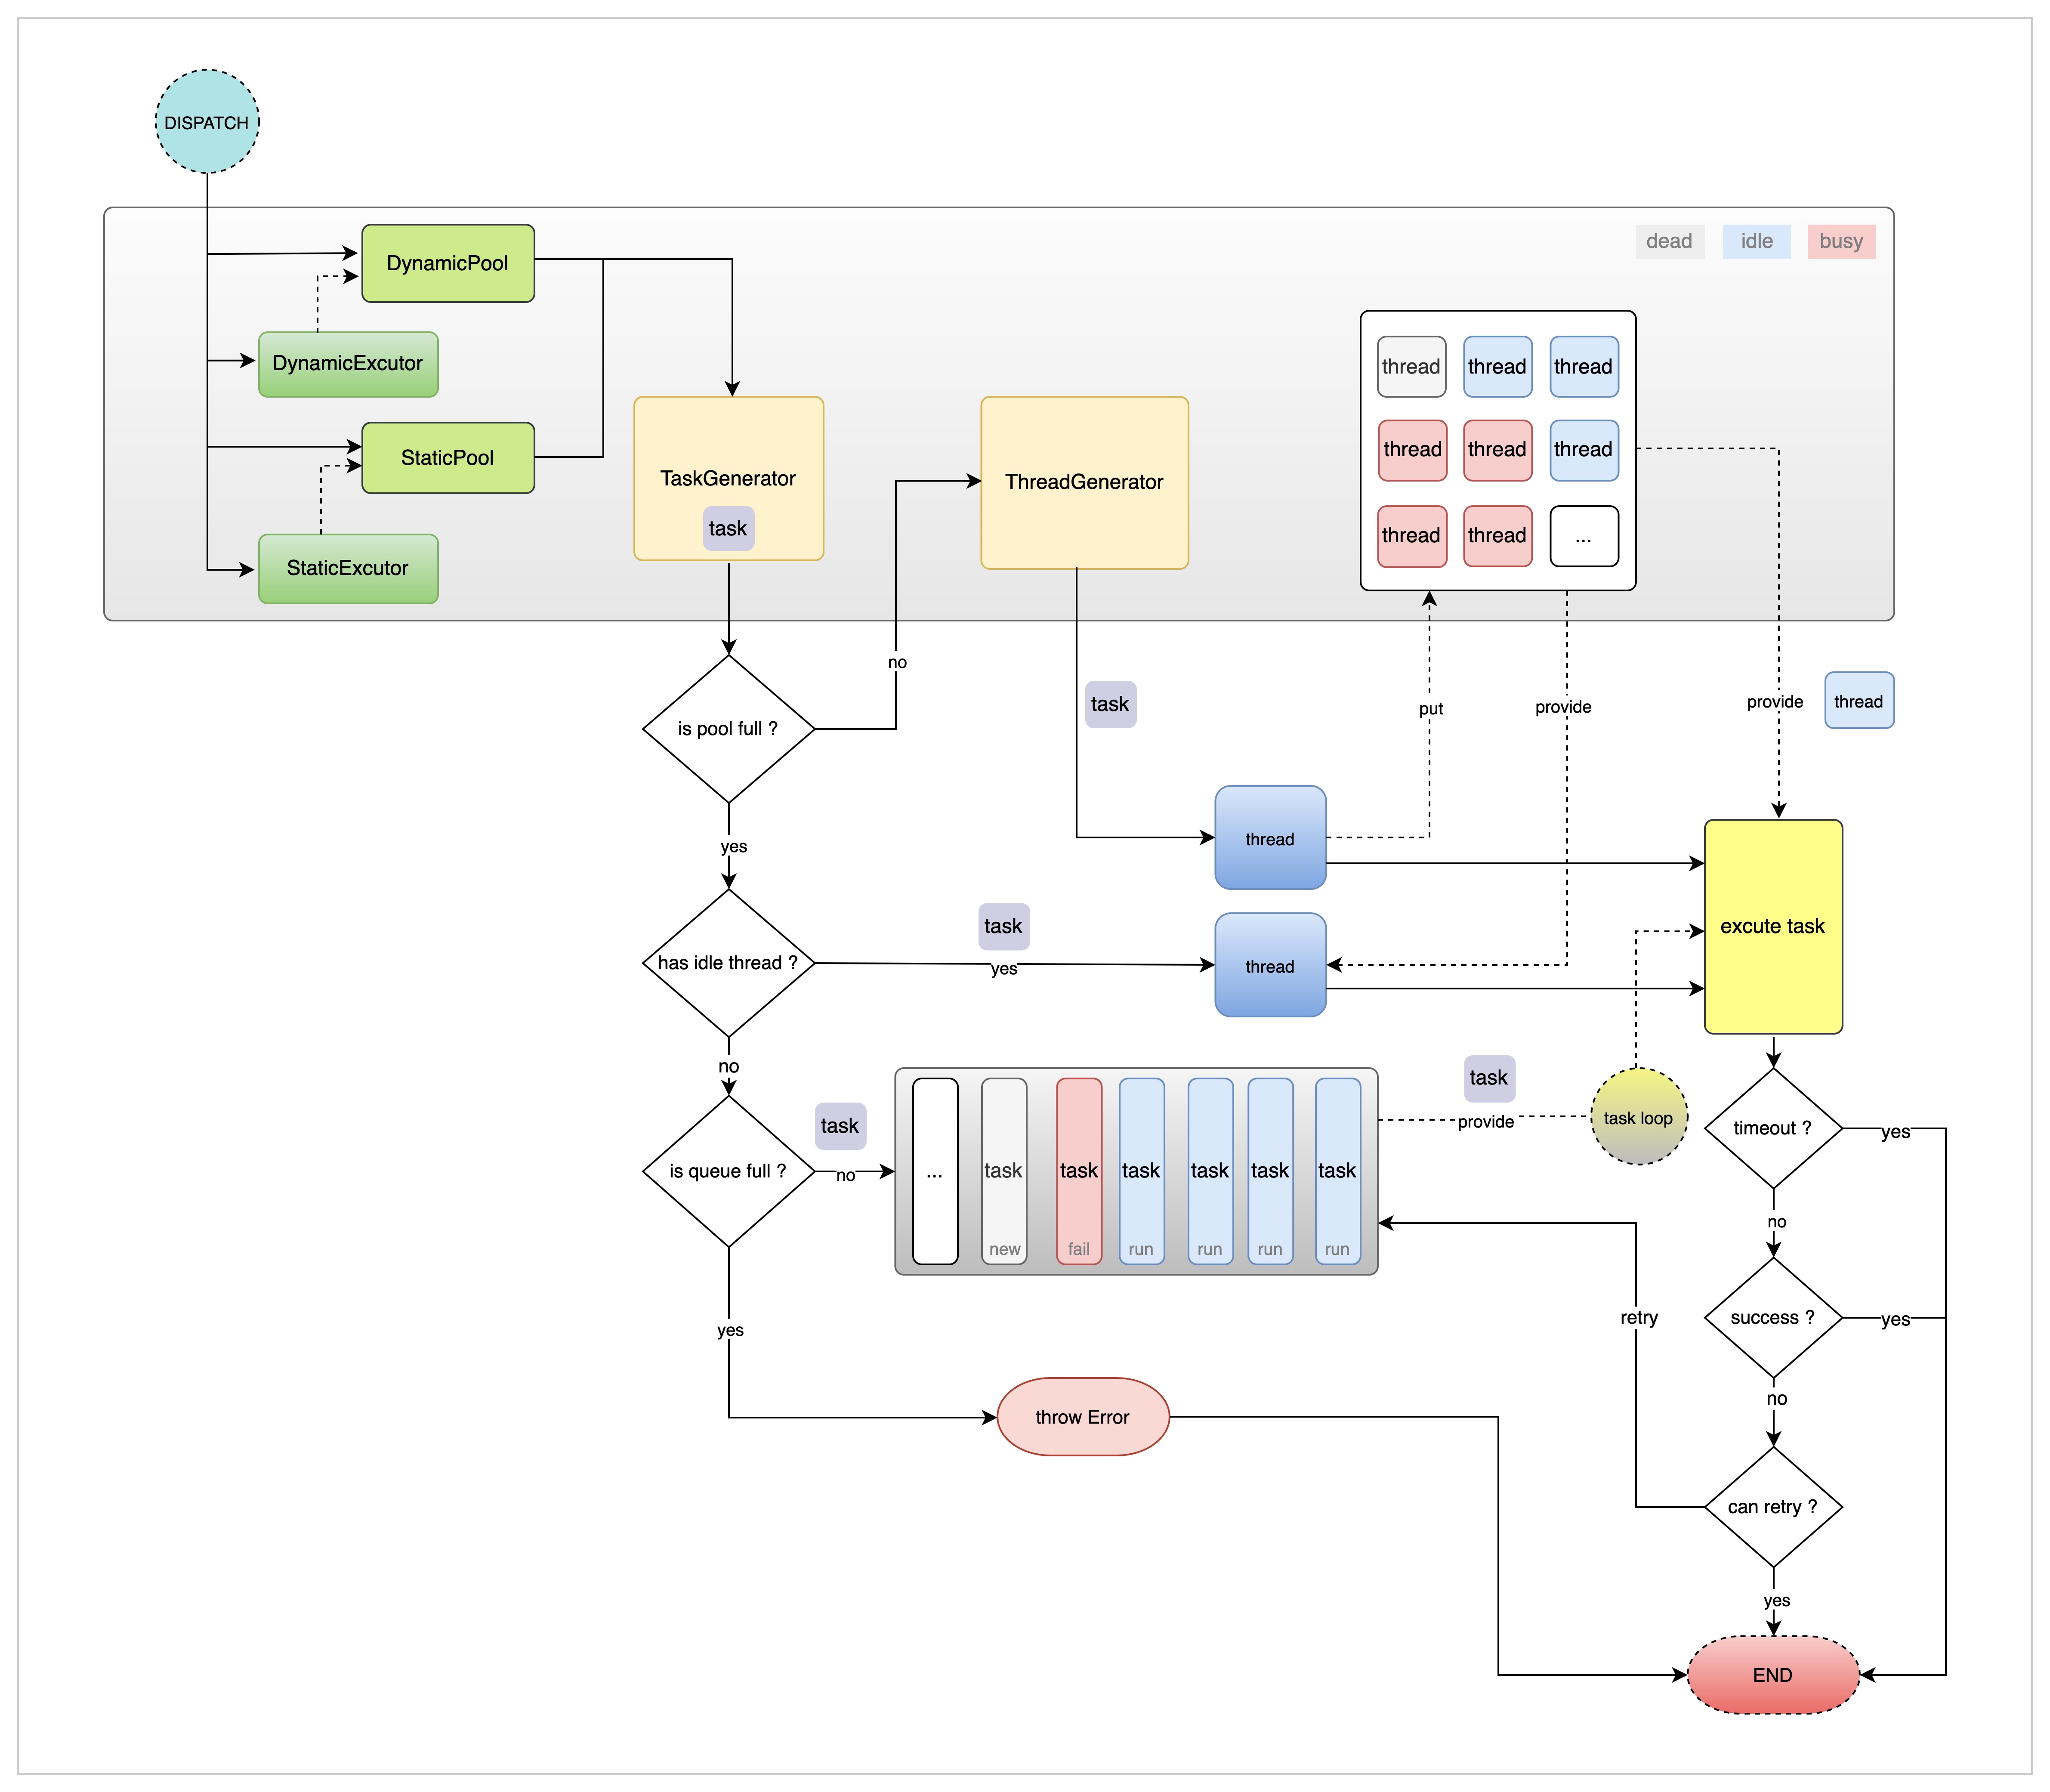 DISPATCH
dead
idle
busy
DynamicPool
DynamicExcutor
StaticPool
StaticExcutor
TaskGenerator
task
ThreadGenerator
thread
thread
thread
thread
thread
thread
thread
thread
...
no
is pool full ?
task
put
provide
provide
thread
yes
thread
has idle thread ?
task
yes
thread
excute task
no
is queue full ?
task
no
...
task
new
task
fail
task
run
task
run
task
run
task
run
task
provide
task loop
timeout ?
yes
no
success ?
yes
retry
no
yes
throw Error
can retry ?
yes
END